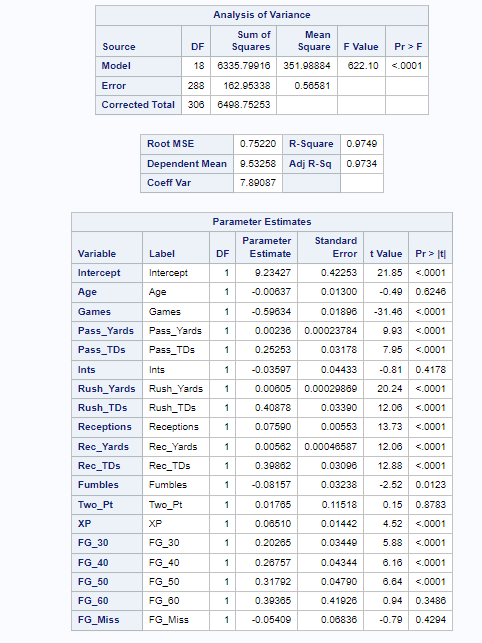 Analysis of Variance
Source DF Sum of Squares Mean Square F Value Pr > F
Model 18 6335.79916 351.98884 622.10 <.0001
Error 288 162.95338 0.56581
Corrected Total 306 6498.75253
Root MSE 0.75220 R-Square 0.9749
Dependent Mean 9.53258 Adj R-Sq 0.9734
Coeff Var 7.89087
Parameter Estimates
Variable Label DF Parameter Estimate Standard Error t Value Pr > |t|
Intercept Intercept 1 9.23427 0.42253 21.85 <.0001
Age Age 1 -0.00637 0.01300 -0.49 0.6246
Games Games 1 -0.59634 0.01896 -31.46 <.0001
Pass_Yards Pass_Yards 1 0.00236 0.00023784 9.93 <.0001
Pass_TDs Pass_TDs 1 0.25253 0.03178 7.95 <.0001
Ints Ints 1 -0.03597 0.04433 -0.81 0.4178
Rush_Yards Rush_Yards 1 0.00605 0.00029869 20.24 <.0001
Rush_TDs Rush_TDs 1 0.40878 0.03390 12.06 <.0001
Receptions Receptions 1 0.07590 0.00553 13.73 <.0001
Rec_Yards Rec_Yards 1 0.00562 0.00046587 12.06 <.0001
Rec_TDs Rec_TDs 1 0.39862 0.03096 12.88 <.0001
Fumbles Fumbles 1 -0.08157 0.03238 -2.52 0.0123
Two_Pt Two_Pt 1 0.01765 0.11518 0.15 0.8783
XP XP 1 0.06510 0.01442 4.52 <.0001
FG_30 FG_30 1 0.20265 0.03449 5.88 <.0001
FG_40 FG_40 1 0.26757 0.04344 6.16 <.0001
FG_50 FG_50 1 0.31792 0.04790 6.64 <.0001
FG_60 FG_60 1 0.39365 0.41926 0.94 0.3486
FG_Miss FG_Miss 1 -0.05409 0.06836 -0.79 0.4294